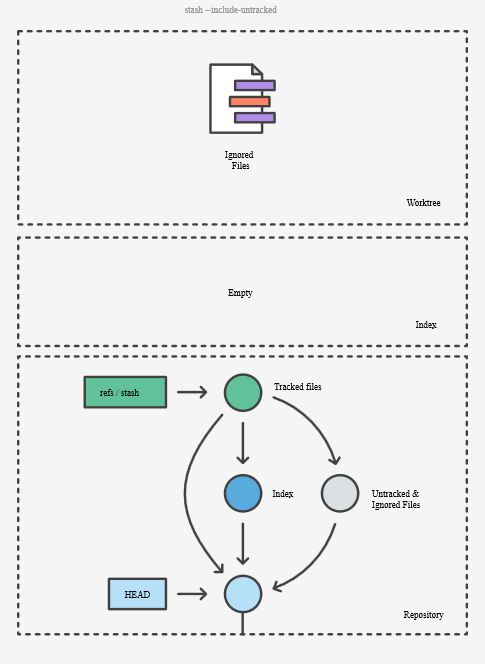 stash --include-untracked
Ignored
Files
Worktree
Empty
Index
refs / stash
Tracked files
Index
Untracked &
Ignored Files
HEAD
Repository